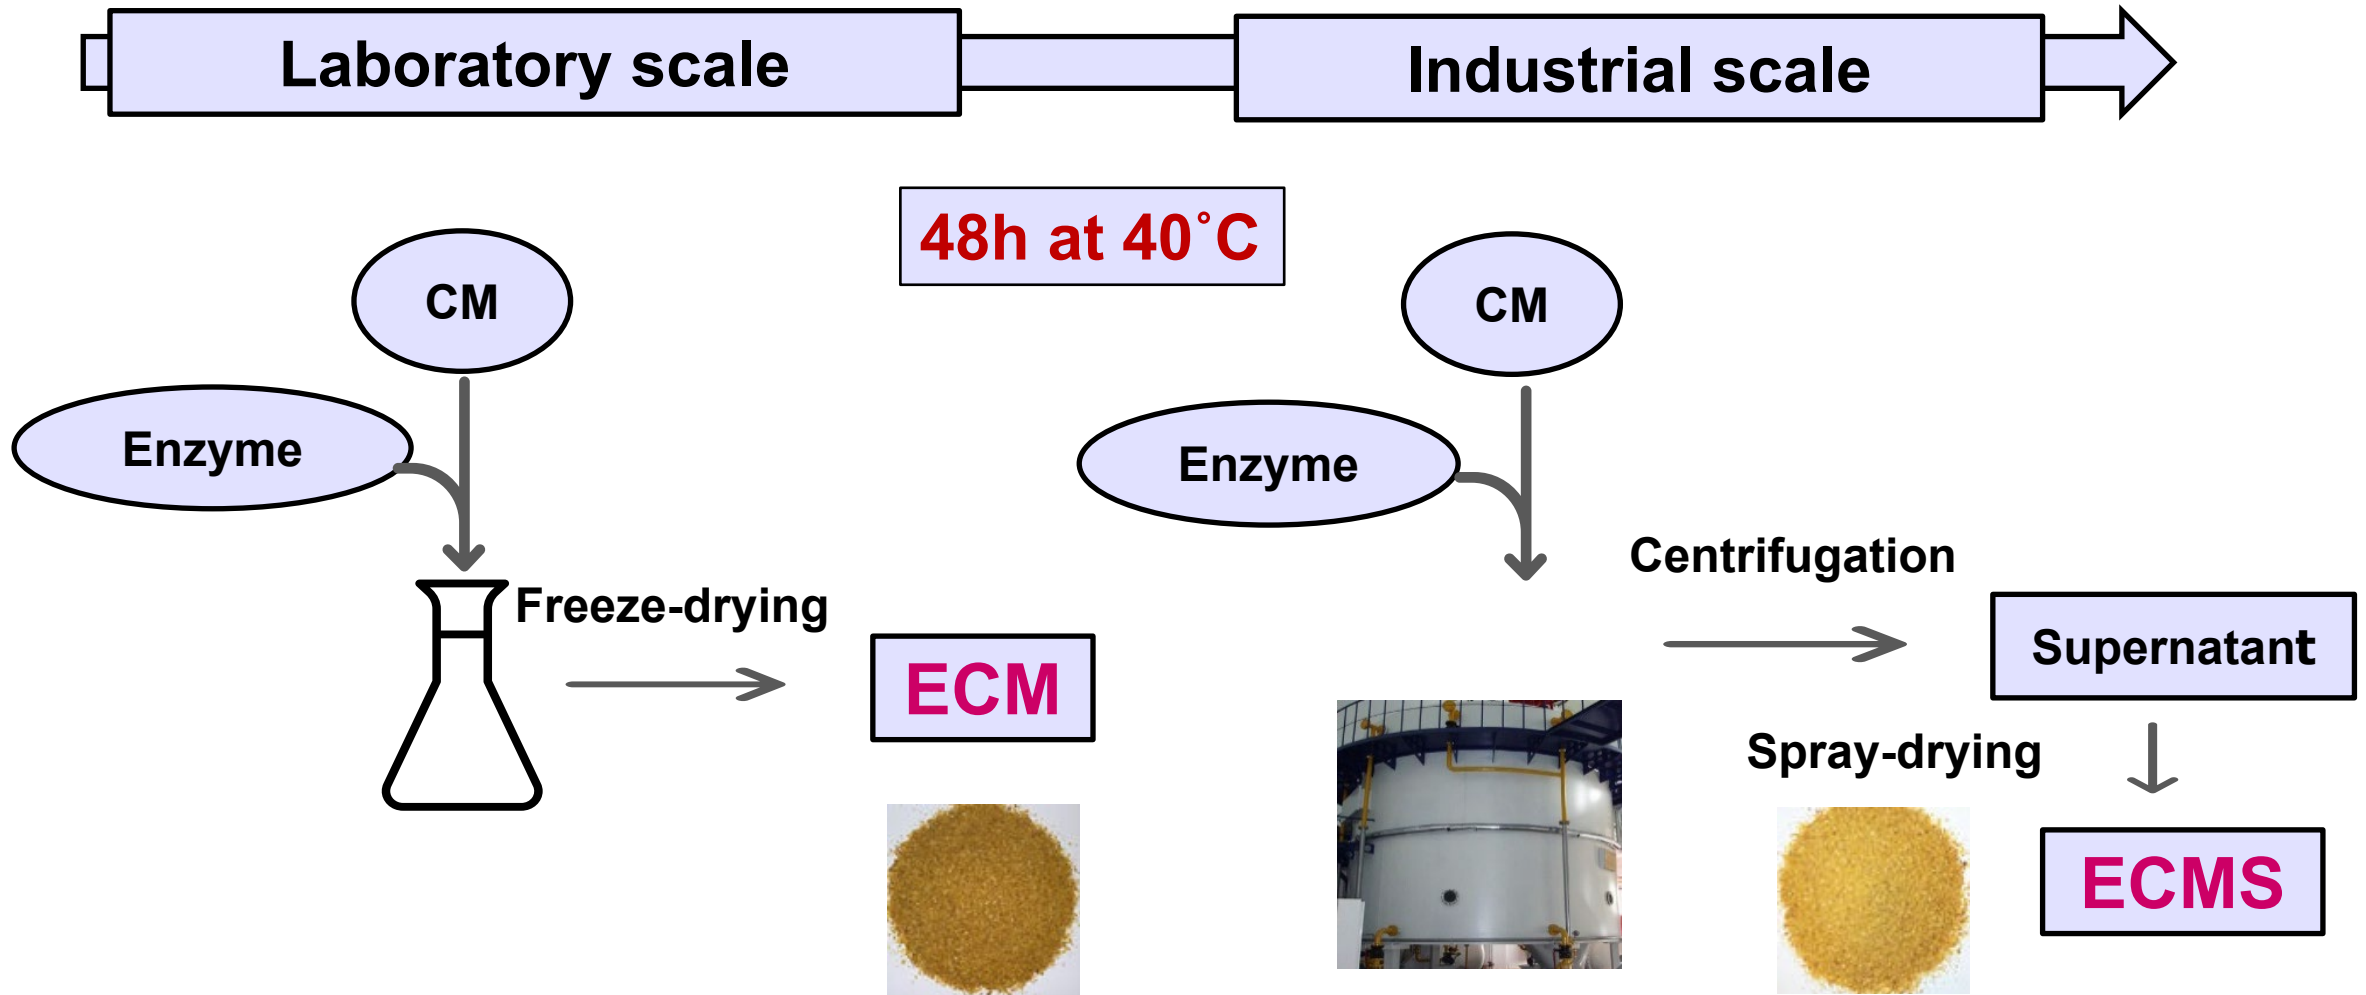 Laboratory scale
Industrial scale
48h at 40˚C
CM
Enzyme
Freeze-drying
ECM
CM
Enzyme
Centrifugation
Supernatant
Spray-drying
ECMS